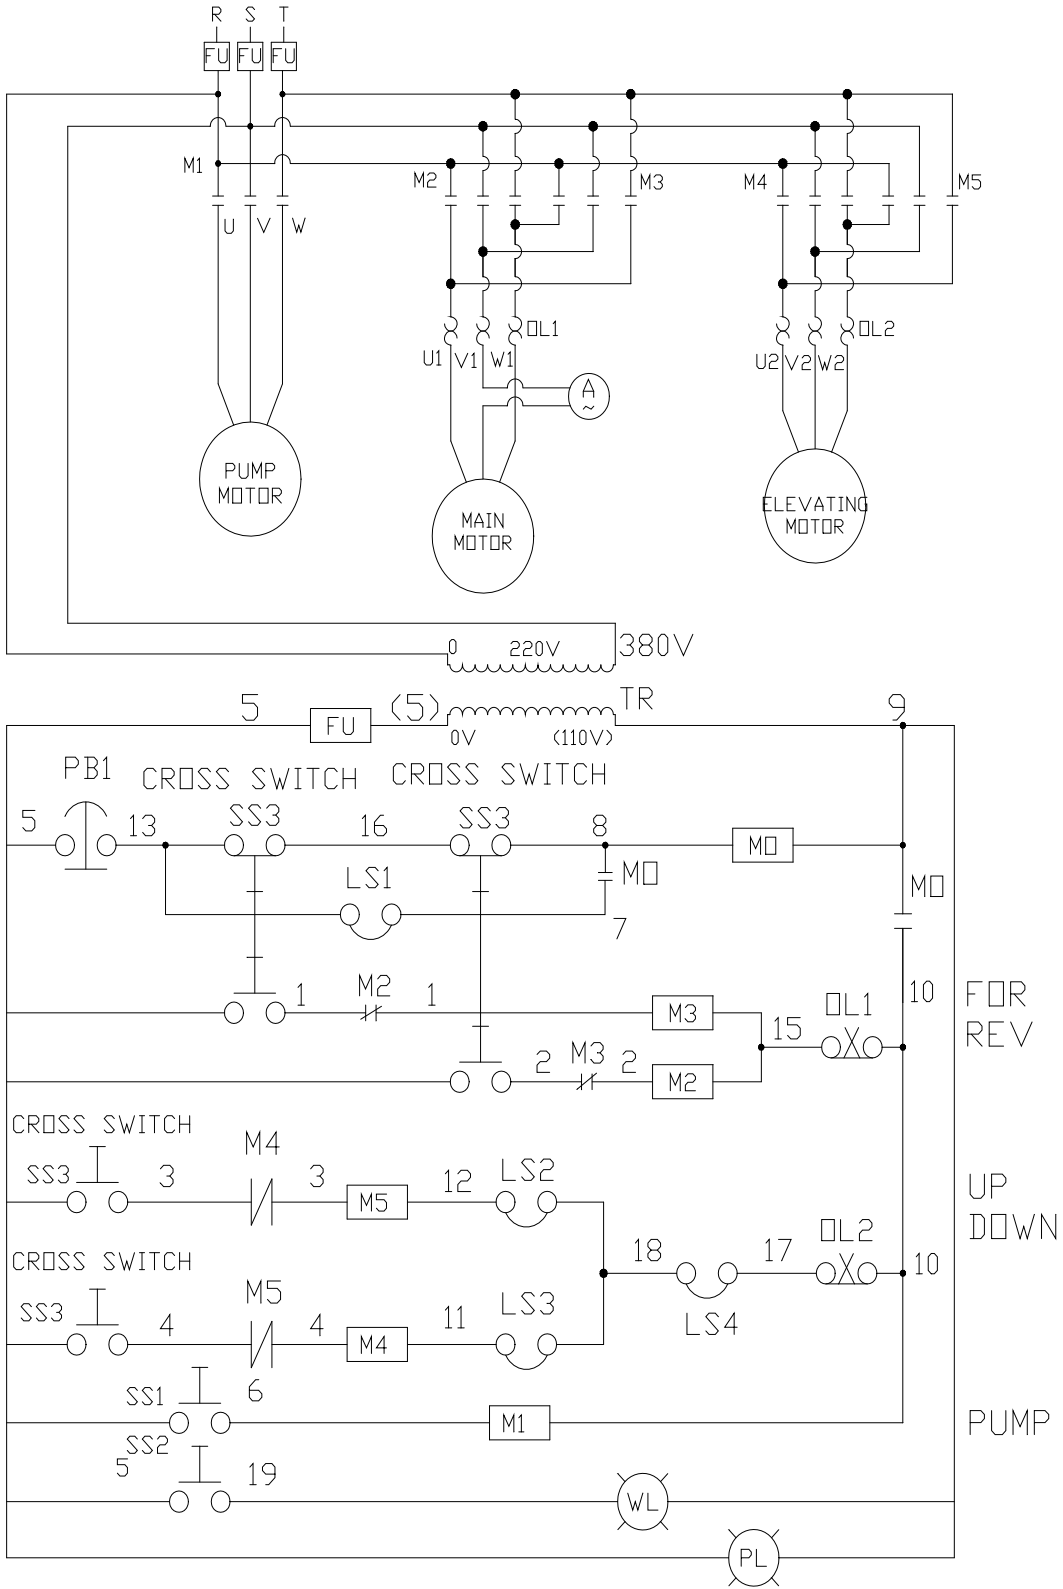 R S T
FU FU FU
M1 M2 M3 M4 M5
U V W
OL1 OL2
U1 V1 W1 U2 V2 W2
A
~
PUMP
MOTOR
MAIN
MOTOR
ELEVATING
MOTOR
0 220V 380V
5 (5) TR 9
FU 0V (110V)
PB1 CROSS SWITCH CROSS SWITCH
5 13 SS3 16 SS3 8 MO
LS1 MO MO
7
1 M2 1 M3 OL1 10 FOR
15 REV
2 M3 2 M2
CROSS SWITCH M4
SS3 3 3 M5 12 LS2 UP
DOWN
18 17 OL2 10
CROSS SWITCH M5
SS3 4 4 M4 11 LS3 LS4
6
SS1 M1 PUMP
SS2
5 19 WL
PL